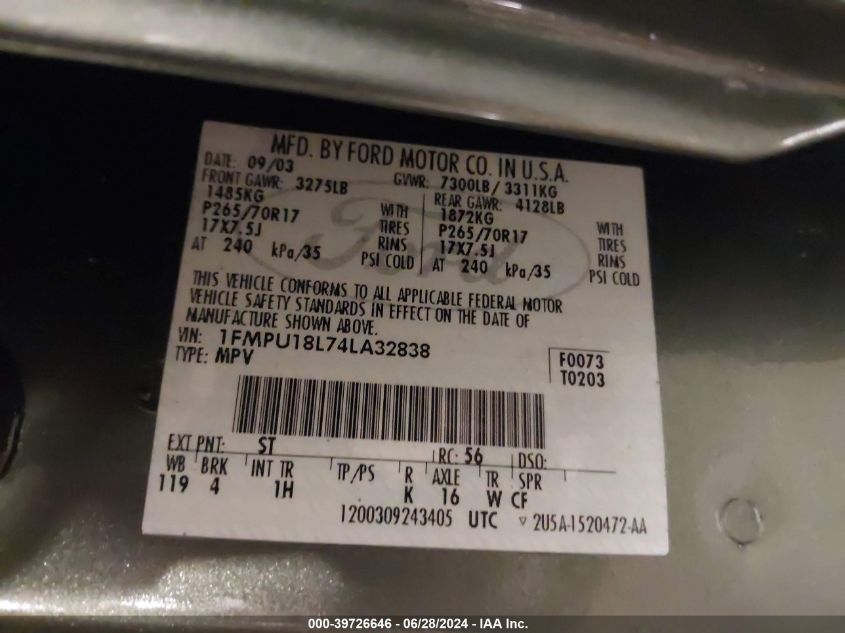 MFD. BY FORD MOTOR CO. IN U.S.A.
DATE: 09/03 GVWR: 7300LB/ 3311KG
FRONT GAWR: 3275LB REAR GAWR: 4128LB
1485KG 1872KG
P265/70R17 WITH P265/70R17 WITH
17X7.5J TIRES 17X7.5J TIRES
RIMS RIMS
AT 240 kPa/35 PSI COLD AT 240 kPa/35 PSI COLD
Ford
THIS VEHICLE CONFORMS TO ALL APPLICABLE FEDERAL MOTOR
VEHICLE SAFETY STANDARDS IN EFFECT ON THE DATE OF
MANUFACTURE SHOWN ABOVE.
VIN: 1FMPU18L74LA32838
TYPE: MPV
F0073
T0203
EXT PNT: ST RC: 56 DSO:
WB BRK INT TR TP/PS R AXLE TR SPR
119 4 1H K 16 W CF
1200309243405 UTC ▽ 2U5A-1520472-AA
000-39726646 - 06/28/2024 - IAA Inc.